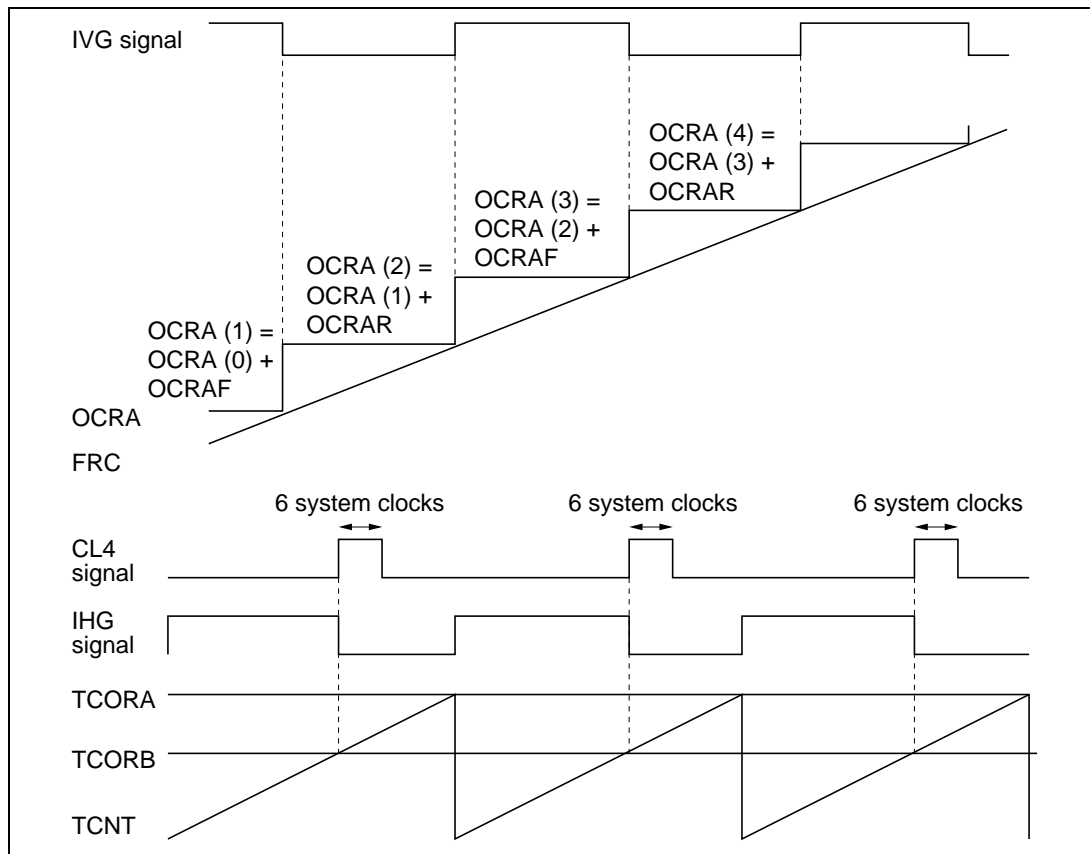 IVG signal
OCRA (4) =
OCRA (3) +
OCRAR
OCRA (3) =
OCRA (2) +
OCRAF
OCRA (2) =
OCRA (1) +
OCRAR
OCRA (1) =
OCRA (0) +
OCRAF
OCRA
FRC
6 system clocks 6 system clocks 6 system clocks
CL4
signal
IHG
signal
TCORA
TCORB
TCNT